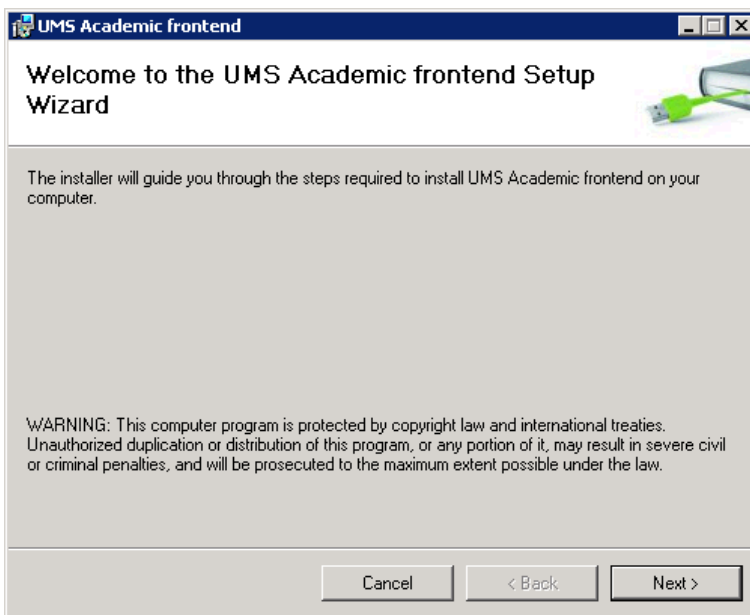 UMS Academic frontend
Welcome to the UMS Academic frontend Setup
Wizard
The installer will guide you through the steps required to install UMS Academic frontend on your
computer.
WARNING: This computer program is protected by copyright law and international treaties.
Unauthorized duplication or distribution of this program, or any portion of it, may result in severe civil
or criminal penalties, and will be prosecuted to the maximum extent possible under the law.
Cancel
< Back
Next >